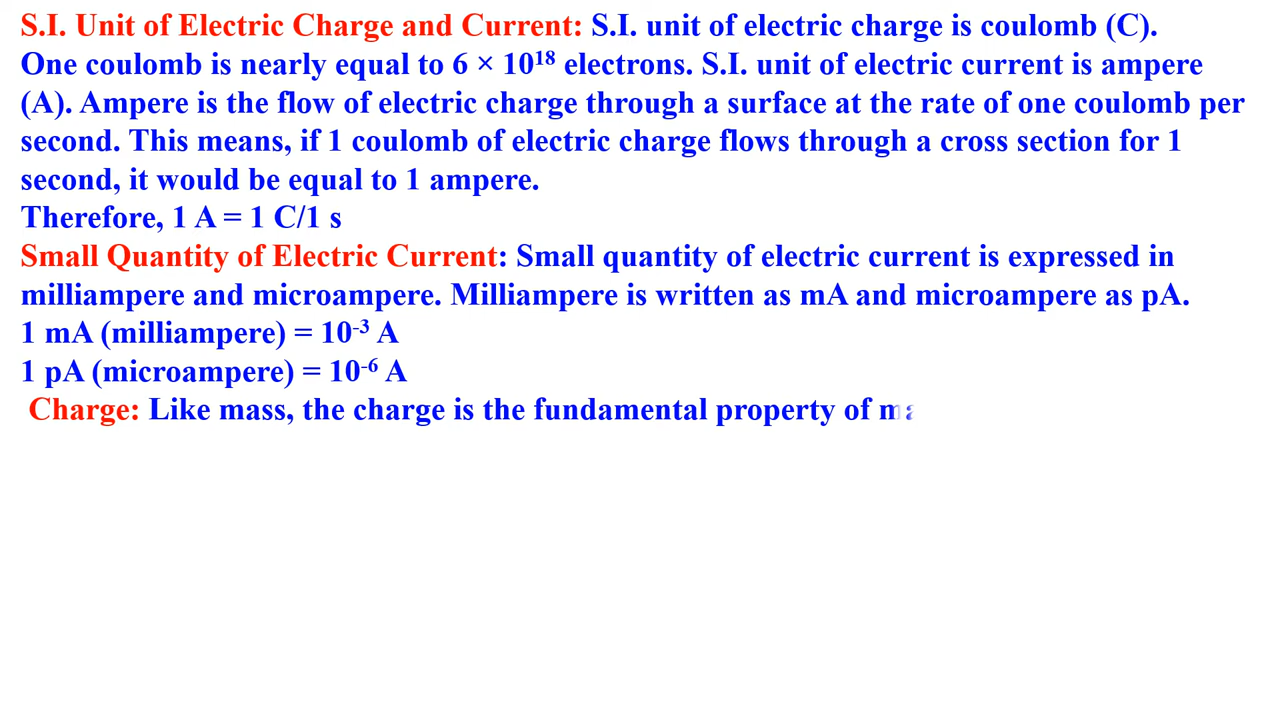 S.I. Unit of Electric Charge and Current: S.I. unit of electric charge is coulomb (C).
One coulomb is nearly equal to 6 × 10¹⁸ electrons. S.I. unit of electric current is ampere
(A). Ampere is the flow of electric charge through a surface at the rate of one coulomb per
second. This means, if 1 coulomb of electric charge flows through a cross section for 1
second, it would be equal to 1 ampere.
Therefore, 1 A = 1 C/1 s
Small Quantity of Electric Current: Small quantity of electric current is expressed in
milliampere and microampere. Milliampere is written as mA and microampere as pA.
1 mA (milliampere) = 10⁻³ A
1 pA (microampere) = 10⁻⁶ A
Charge: Like mass, the charge is the fundamental property of